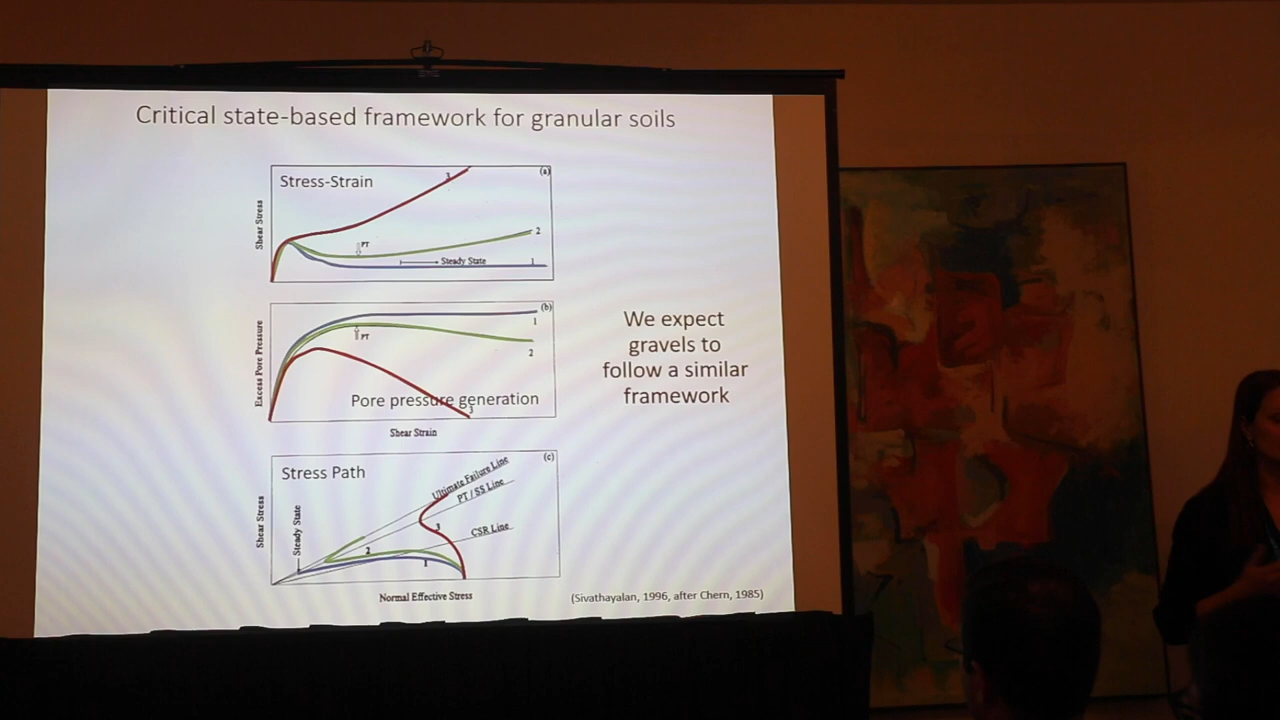 Critical state-based framework for granular soils
Stress-Strain
(a)
3
Shear Stress
PT
2
Steady State
1
(b)
1
PT
2
Excess Pore Pressure
Pore pressure generation
3
Shear Strain
We expect
gravels to
follow a similar
framework
Stress Path
(c)
Ultimate Failure Line
PT / SS Line
CSR Line
Shear Stress
Steady State
3
2
1
Normal Effective Stress
(Sivathayalan, 1996, after Chern, 1985)